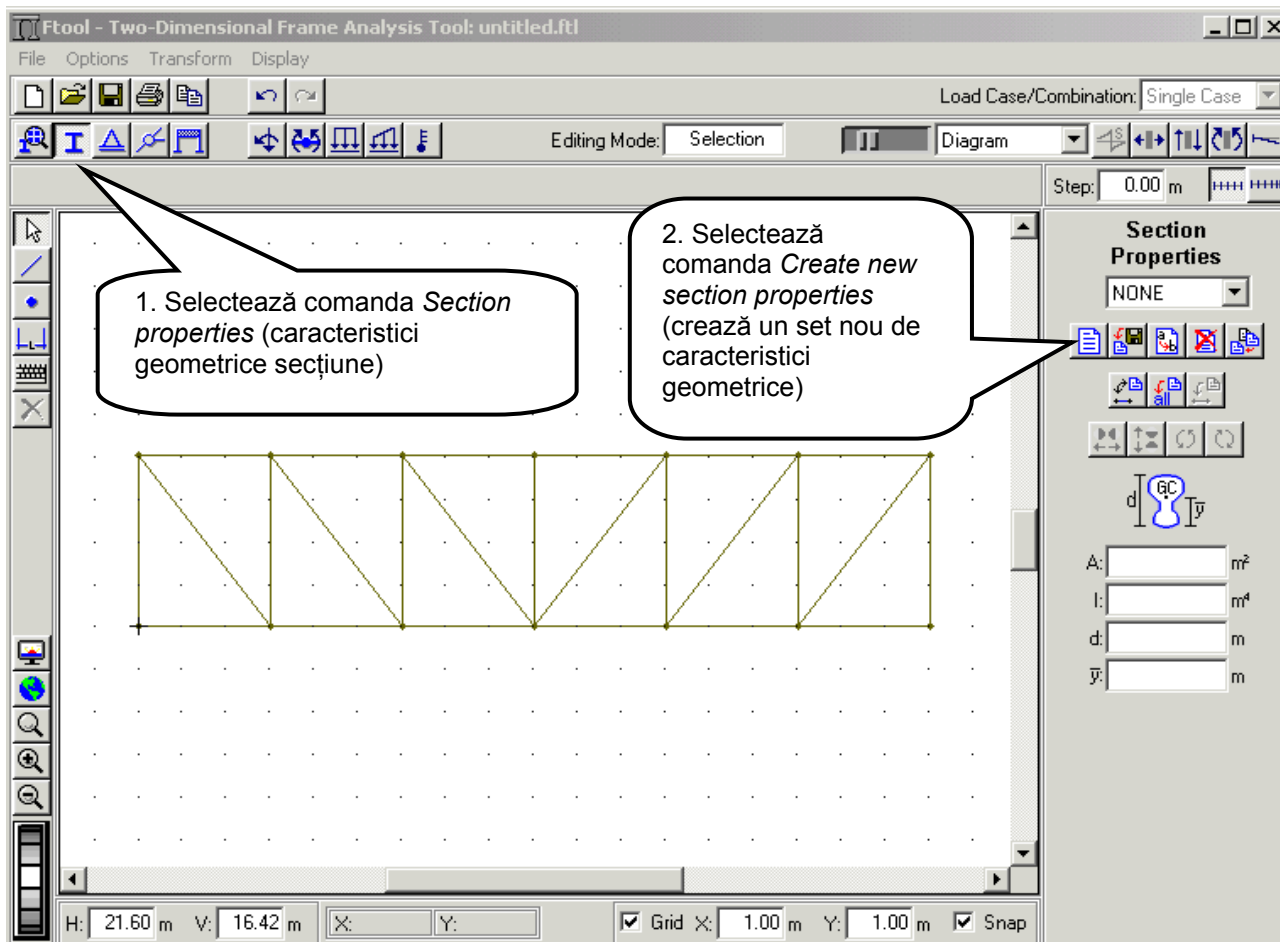 Ftool - Two-Dimensional Frame Analysis Tool: untitled.ftl
File Options Transform Display
Load Case/Combination: Single Case
Editing Mode: Selection Diagram
Step: 0.00 m
1. Selectează comanda Section
properties (caracteristici
geometrice secțiune)
2. Selectează
comanda Create new
section properties
(crează un set nou de
caracteristici
geometrice)
Section
Properties
NONE
all
GC
d y̅
A: m²
I: m⁴
d: m
y̅: m
H: 21.60 m V: 16.42 m X: Y: Grid X: 1.00 m Y: 1.00 m Snap